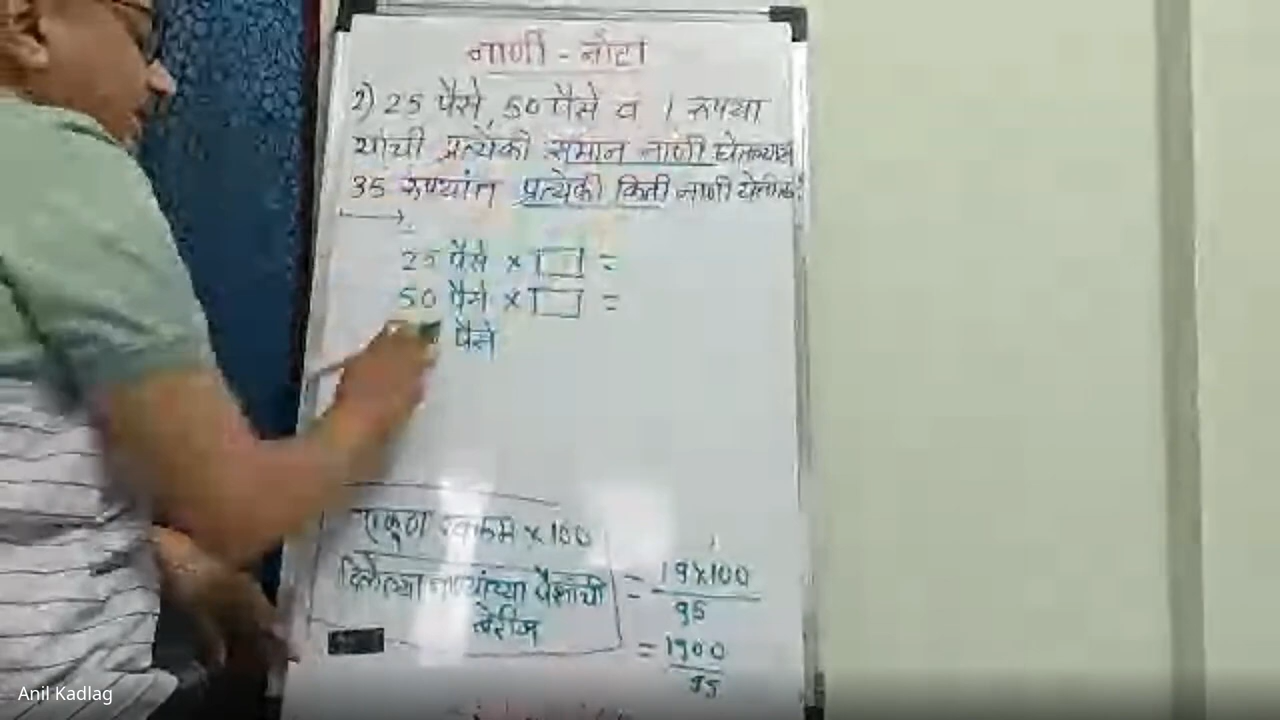 नाणी - नोटा
2) 25 पैसे, 50 पैसे व 1 रुपया
यांची प्रत्येकी समान नाणी घेतल्यास
35 रुपयांत प्रत्येकी किती नाणी येतील?
25 पैसे × =
50 पैसे × =
पैसे
एकूण रक्कम × 100
दिलेल्या नाण्यांच्या पैशाची
बेरीज
= 19×100
95
= 1900
95
Anil Kadlag